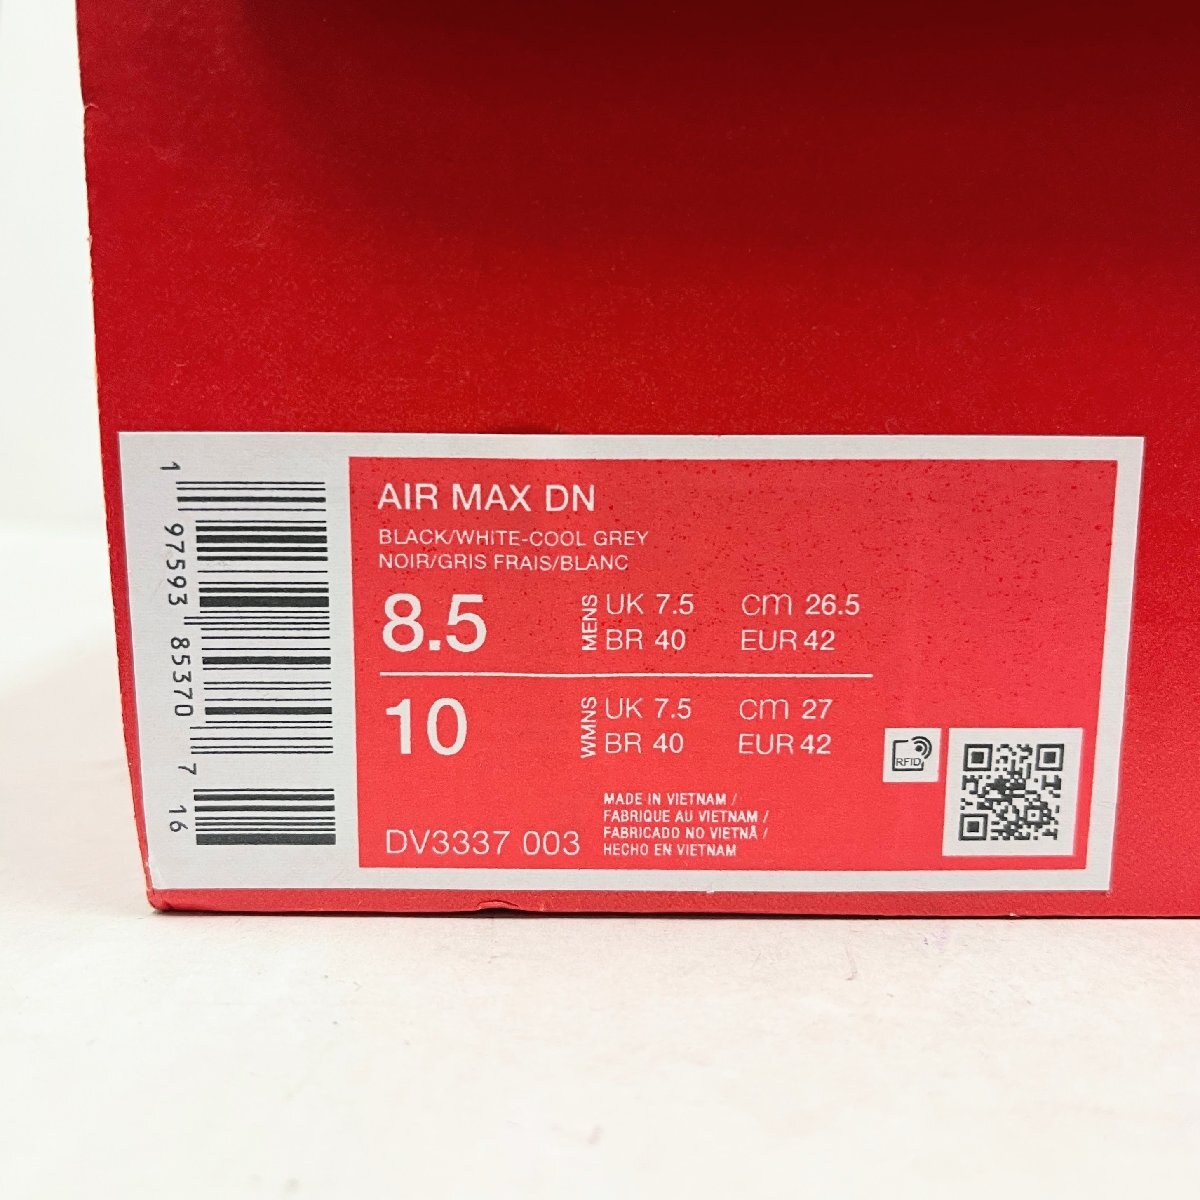 1 97593 85370 7 16
AIR MAX DN
BLACK/WHITE-COOL GREY
NOIR/GRIS FRAIS/BLANC
8.5 MENS UK 7.5 cm 26.5
BR 40 EUR 42
10 WMNS UK 7.5 cm 27
BR 40 EUR 42
RFID
DV3337 003
MADE IN VIETNAM /
FABRIQUE AU VIETNAM /
FABRICADO NO VIETNÃ /
HECHO EN VIETNAM